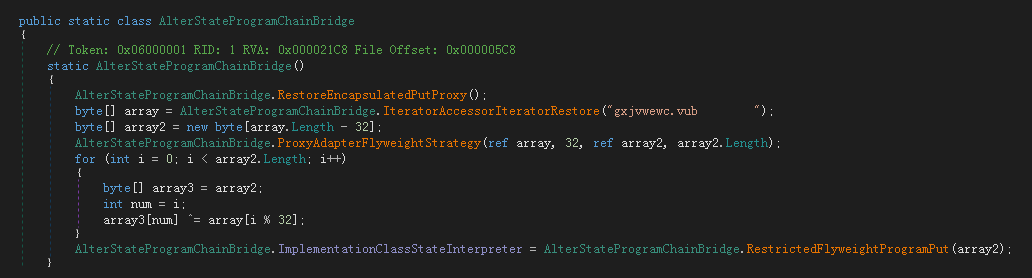 public static class AlterStateProgramChainBridge
{
// Token: 0x06000001 RID: 1 RVA: 0x000021C8 File Offset: 0x000005C8
static AlterStateProgramChainBridge()
{
AlterStateProgramChainBridge.RestoreEncapsulatedPutProxy();
byte[] array = AlterStateProgramChainBridge.IteratorAccessorIteratorRestore("gxjvwewc.vub        ");
byte[] array2 = new byte[array.Length - 32];
AlterStateProgramChainBridge.ProxyAdapterFlyweightStrategy(ref array, 32, ref array2, array2.Length);
for (int i = 0; i < array2.Length; i++)
{
byte[] array3 = array2;
int num = i;
array3[num] ^= array[i % 32];
}
AlterStateProgramChainBridge.ImplementationClassStateInterpreter = AlterStateProgramChainBridge.RestrictedFlyweightProgramPut(array2);
}